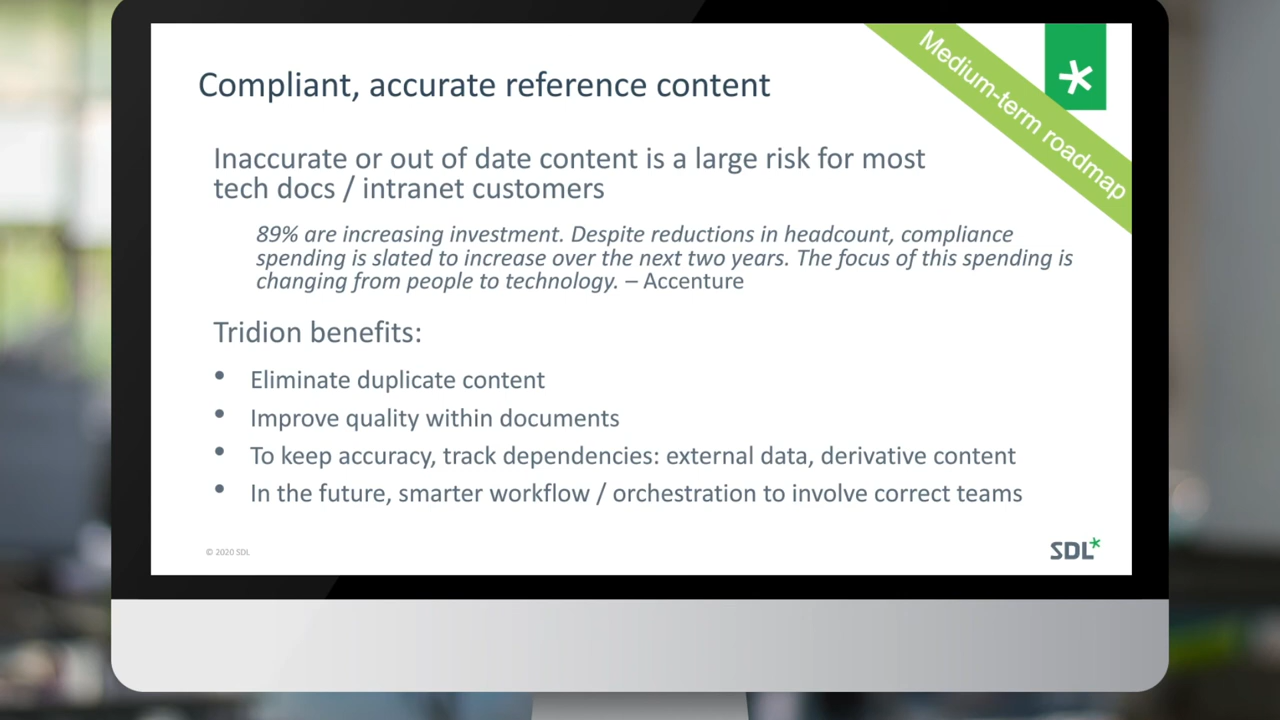 Compliant, accurate reference content
Medium-term roadmap
Inaccurate or out of date content is a large risk for most
tech docs / intranet customers
89% are increasing investment. Despite reductions in headcount, compliance
spending is slated to increase over the next two years. The focus of this spending is
changing from people to technology. – Accenture
Tridion benefits:
• Eliminate duplicate content
• Improve quality within documents
• To keep accuracy, track dependencies: external data, derivative content
• In the future, smarter workflow / orchestration to involve correct teams
© 2020 SDL
SDL*